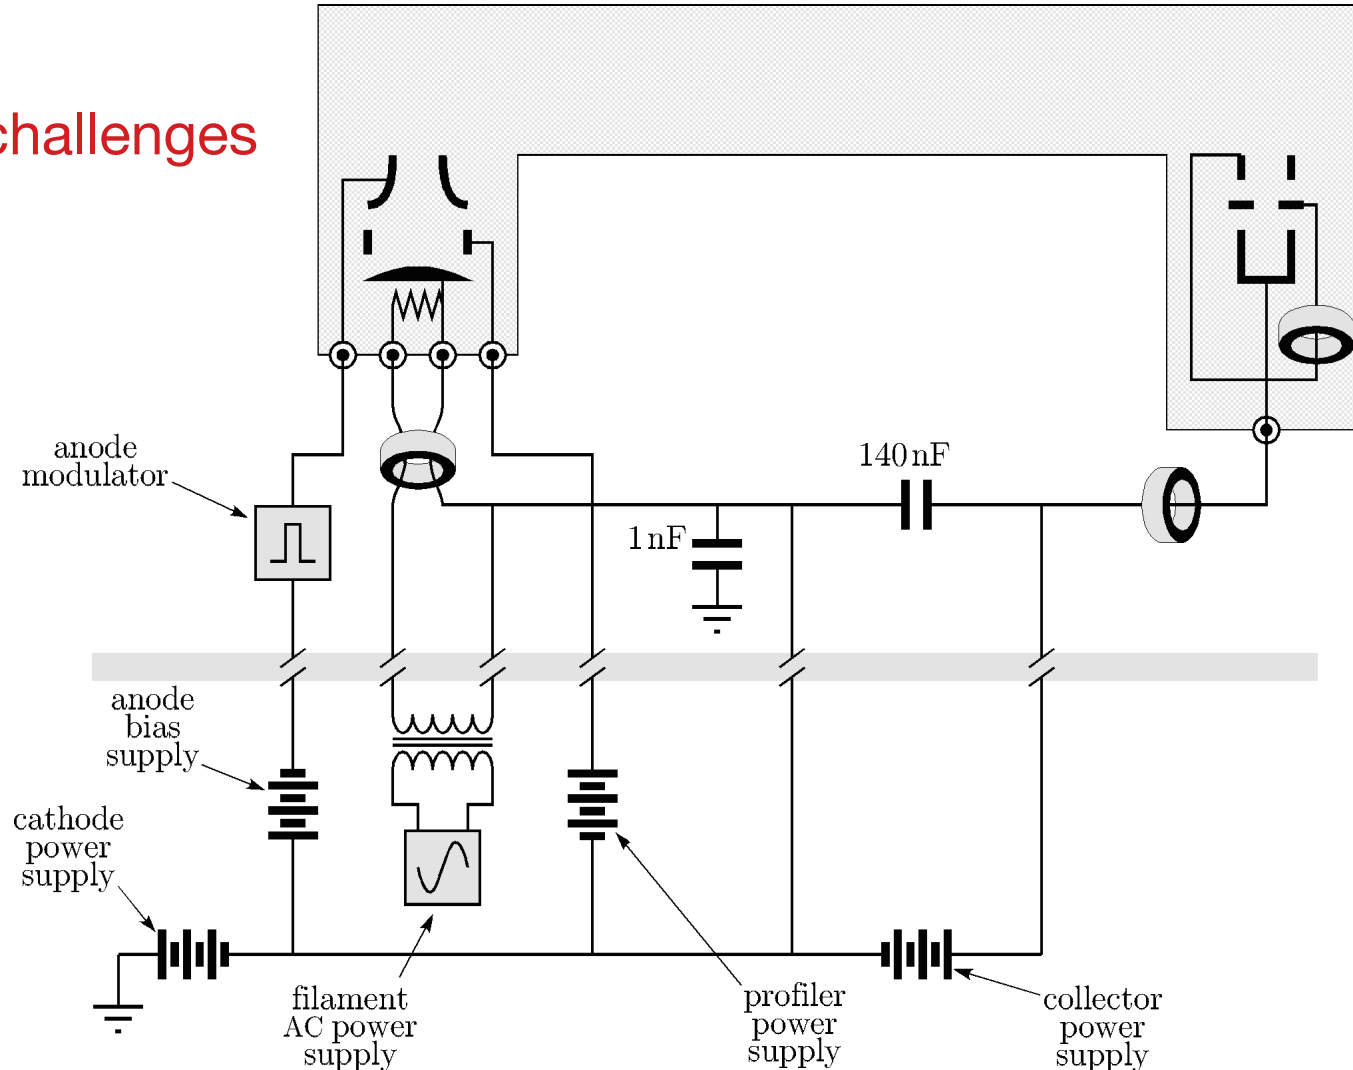 challenges
anode
modulator
140 nF
1 nF
anode
bias
supply
cathode
power
supply
filament
AC power
supply
profiler
power
supply
collector
power
supply